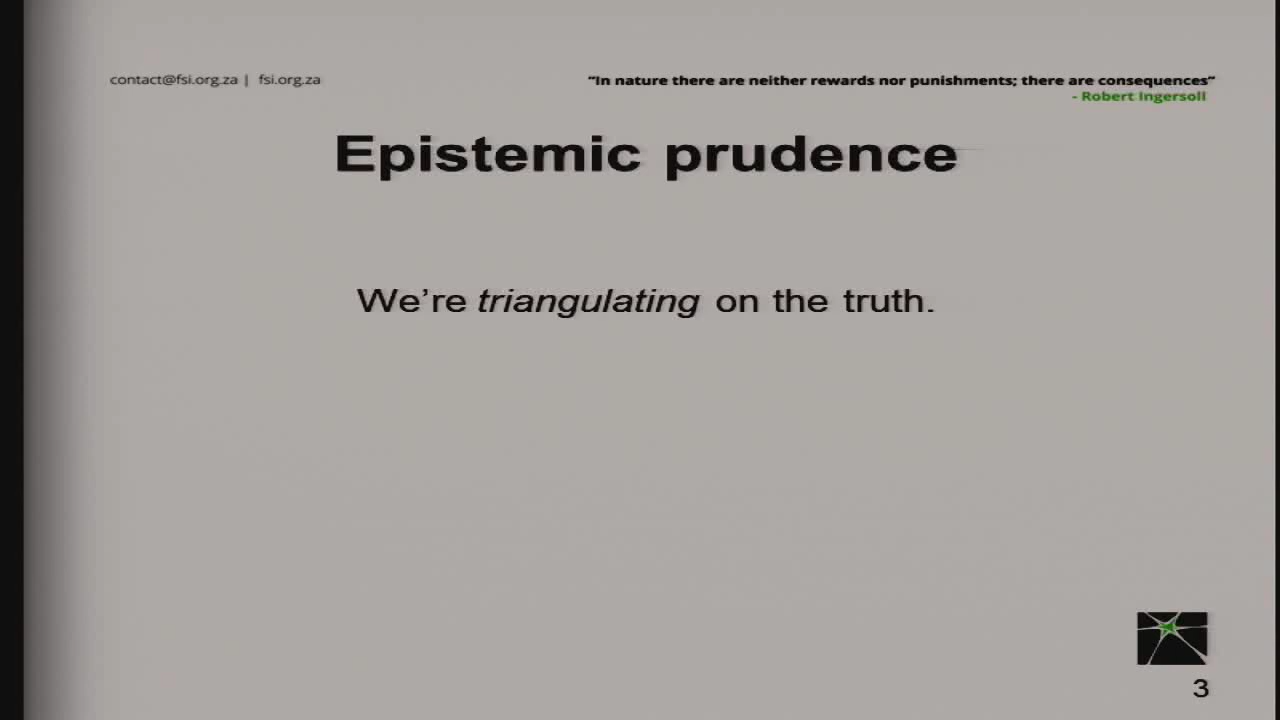 contact@fsi.org.za | fsi.org.za
“In nature there are neither rewards nor punishments; there are consequences“
- Robert Ingersoll
Epistemic prudence
We’re triangulating on the truth.
3